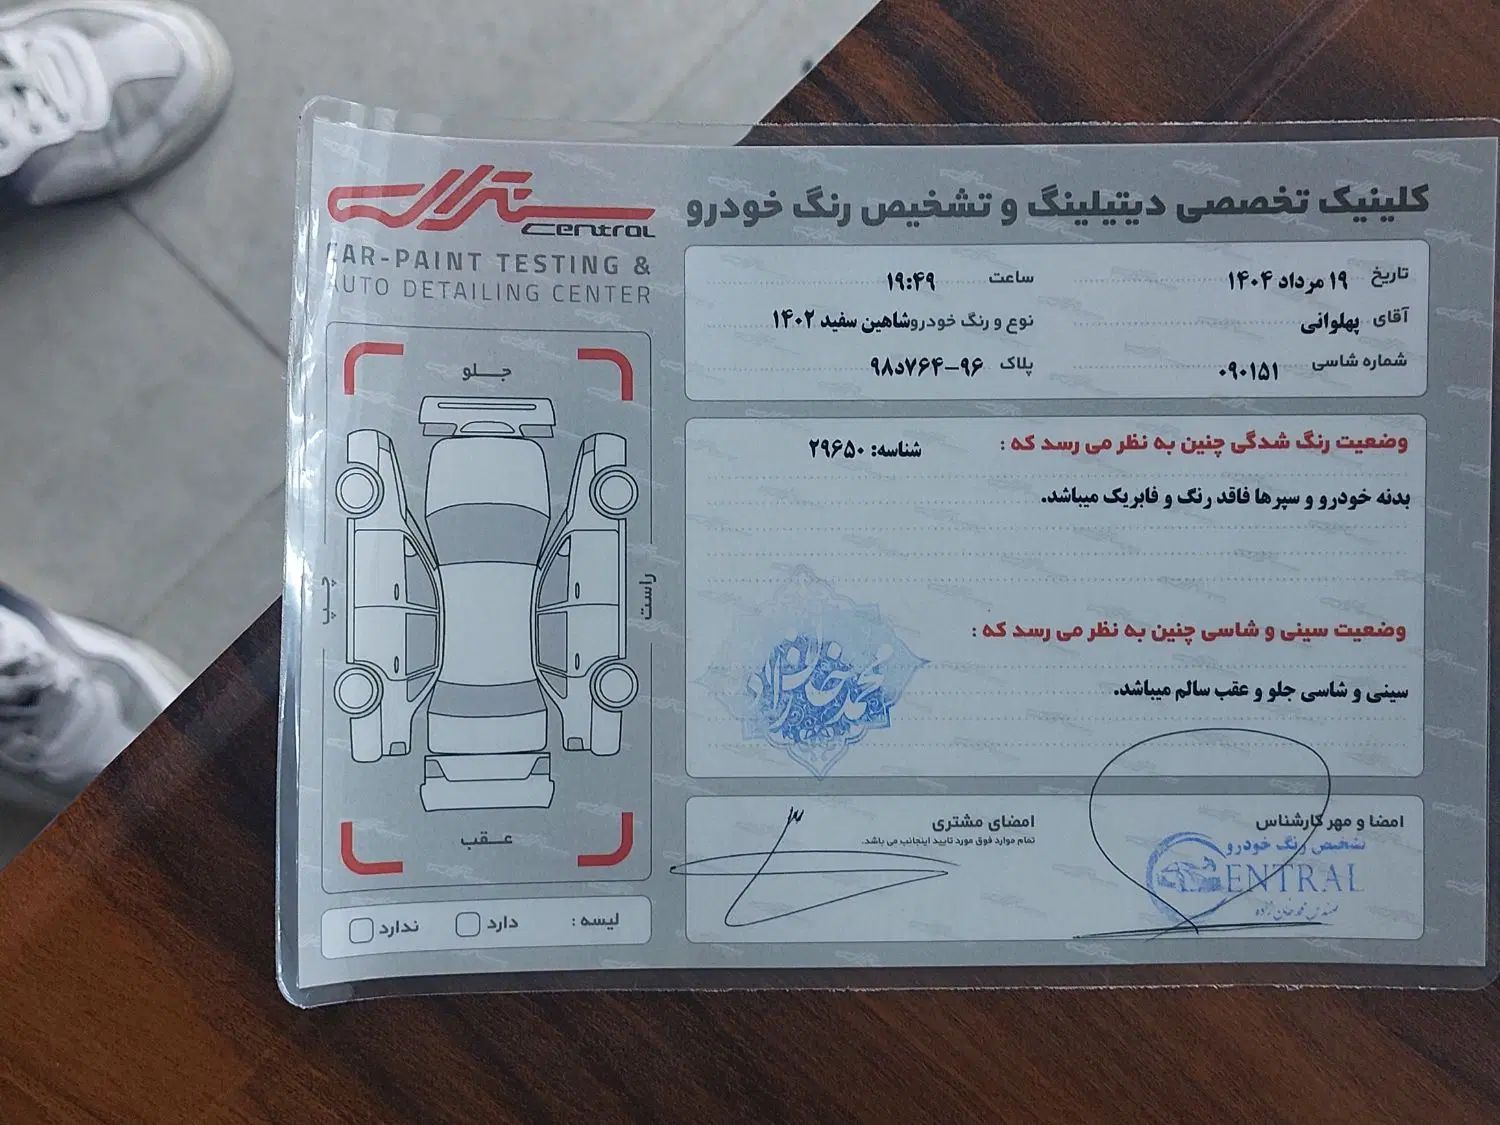 سنترال
CENTRAL
CAR-PAINT TESTING &
AUTO DETAILING CENTER
کلینیک تخصصی دیتیلینگ و تشخیص رنگ خودرو
تاریخ ۱۹ مرداد ۱۴۰۴ ساعت ۱۹:۴۹
آقای پهلوانی نوع و رنگ خودرو شاهین سفید ۱۴۰۲
شماره شاسی ۰۹۰۱۵۱ پلاک ۹۶-۷۶۴د۹۸
وضعیت رنگ شدگی چنین به نظر می رسد که : شناسه: ۲۹۶۵۰
بدنه خودرو و سپرها فاقد رنگ و فابریک میباشد.
وضعیت سینی و شاسی چنین به نظر می رسد که :
سینی و شاسی جلو و عقب سالم میباشد.
محمد خانزاد
امضا و مهر کارشناس
تشخیص رنگ خودرو
CENTRAL
امضای مشتری
تمام موارد فوق مورد تایید اینجانب می باشد.
جلو
چپ
راست
عقب
لیسه : دارد ندارد